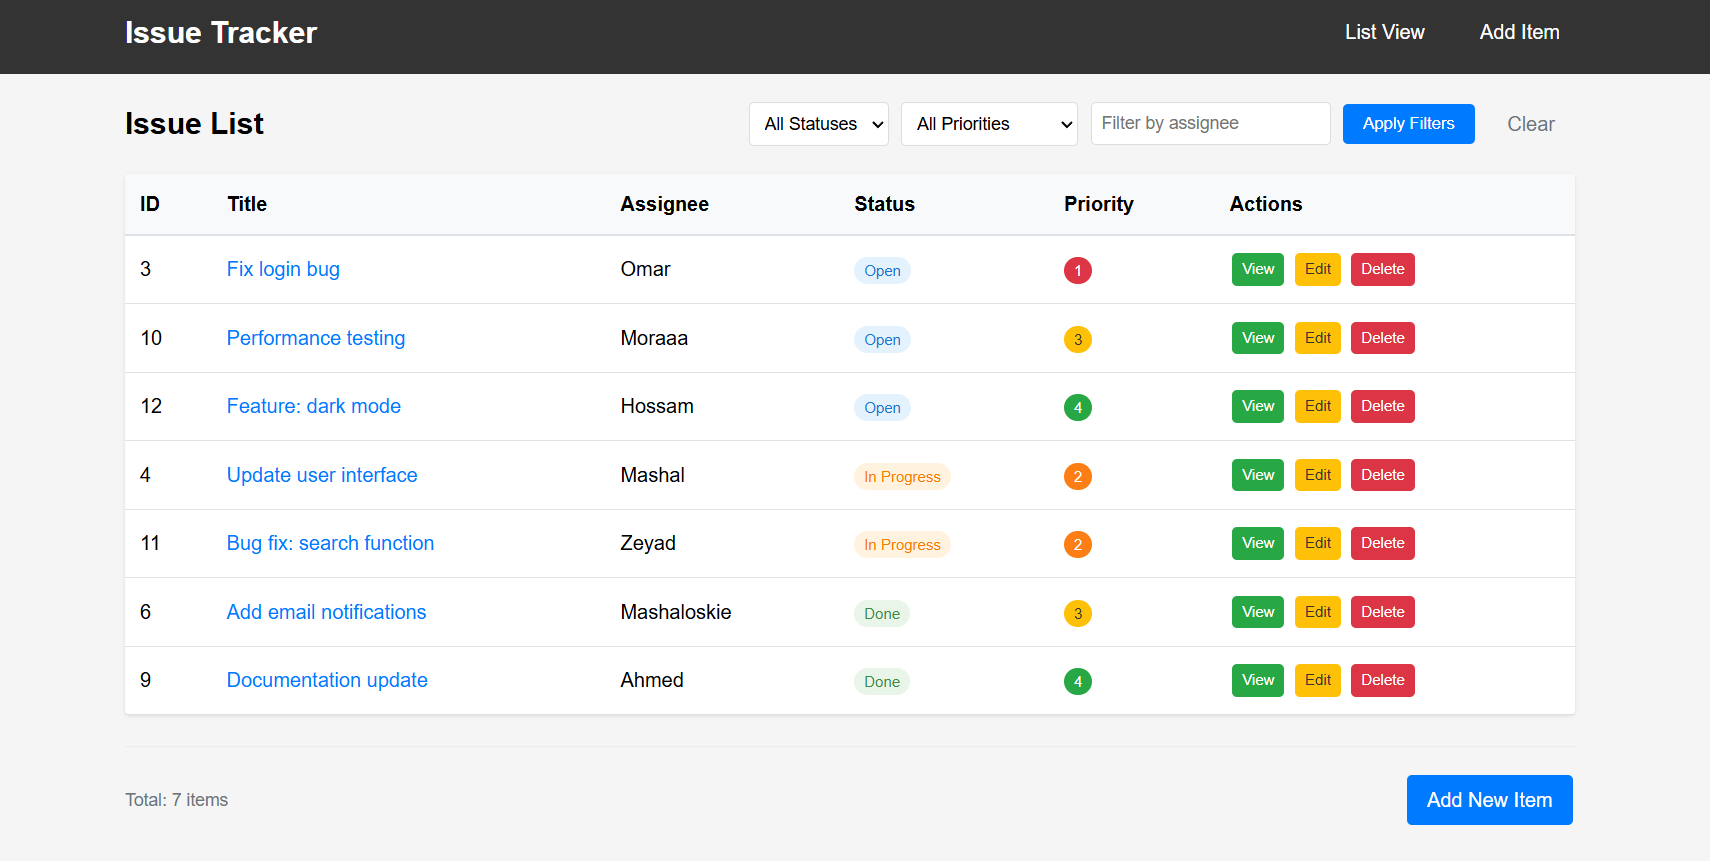 Issue Tracker List View Add Item
Issue List All Statuses All Priorities Filter by assignee Apply Filters Clear
ID Title Assignee Status Priority Actions
3 Fix login bug Omar Open 1 View Edit Delete
10 Performance testing Moraaa Open 3 View Edit Delete
12 Feature: dark mode Hossam Open 4 View Edit Delete
4 Update user interface Mashal In Progress 2 View Edit Delete
11 Bug fix: search function Zeyad In Progress 2 View Edit Delete
6 Add email notifications Mashaloskie Done 3 View Edit Delete
9 Documentation update Ahmed Done 4 View Edit Delete
Total: 7 items Add New Item